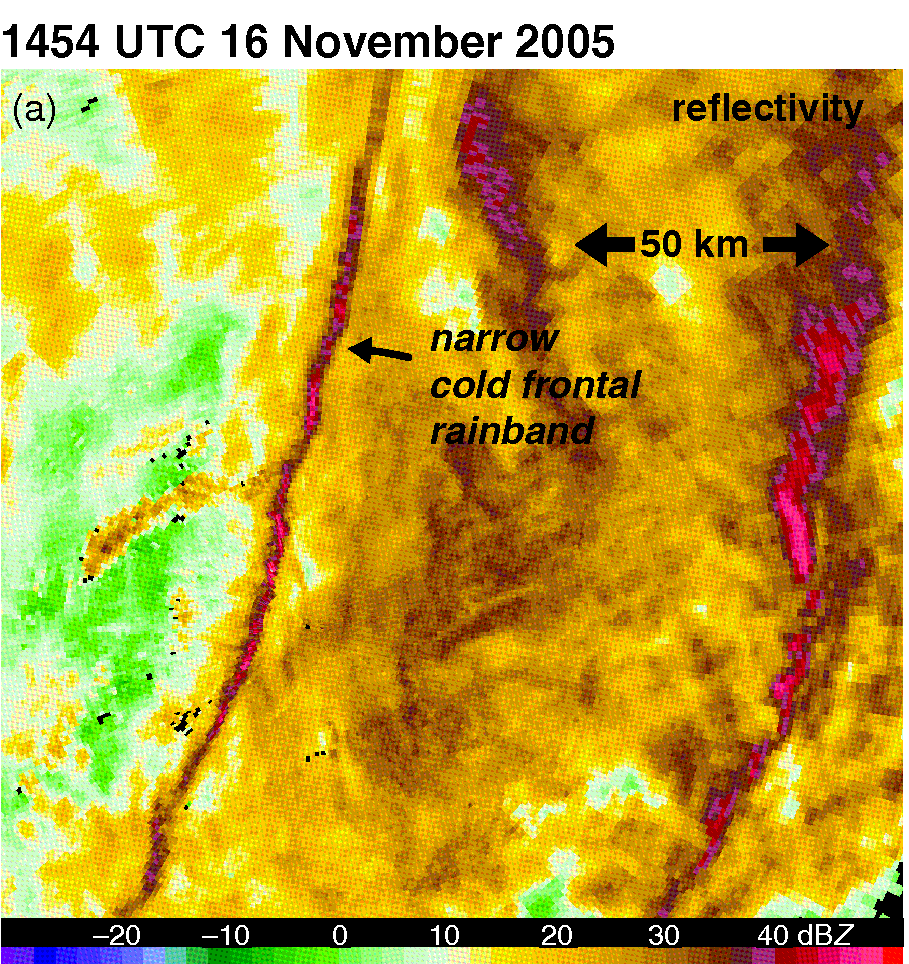 1454 UTC 16 November 2005
(a)
reflectivity
50 km
narrow
cold frontal
rainband
–20 –10 0 10 20 30 40 dBZ